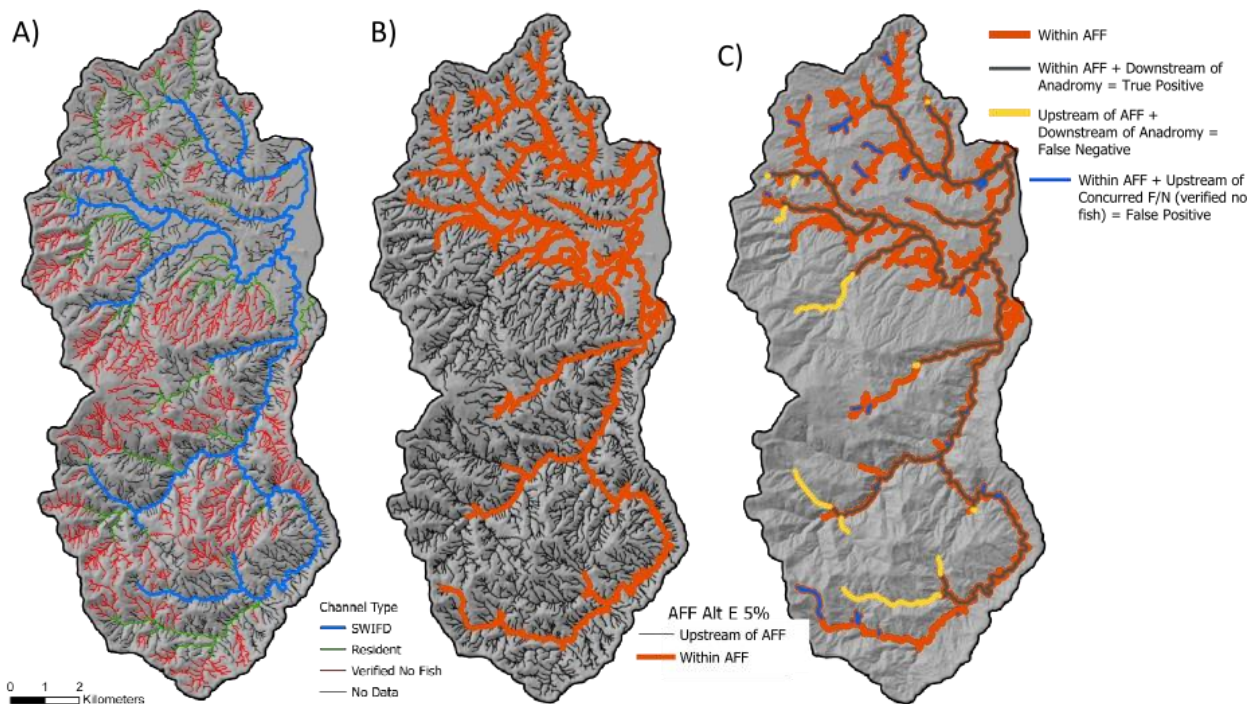 A)
B)
C)
Within AFF
Within AFF + Downstream of
Anadromy = True Positive
Upstream of AFF +
Downstream of Anadromy =
False Negative
Within AFF + Upstream of
Concurred F/N (verified no
fish) = False Positive
Channel Type
SWIFD
Resident
Verified No Fish
No Data
AFF Alt E 5%
Upstream of AFF
Within AFF
0 1 2
Kilometers